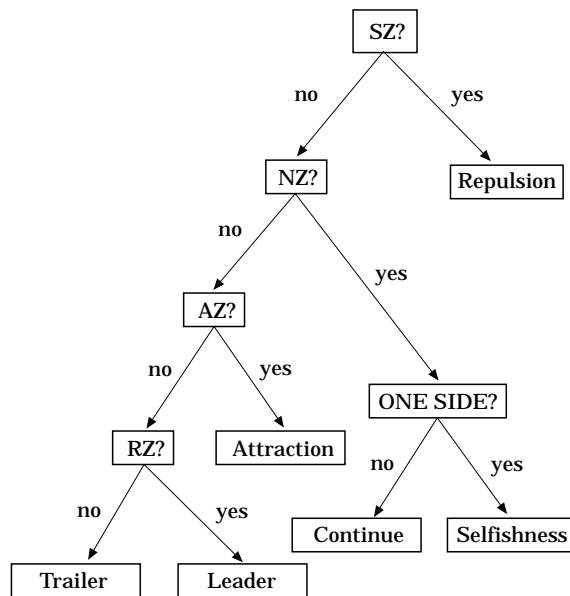 SZ?
no
yes
NZ?
Repulsion
no
yes
AZ?
no
yes
ONE SIDE?
RZ?
Attraction
no
yes
no
yes
Continue
Selfishness
Trailer
Leader